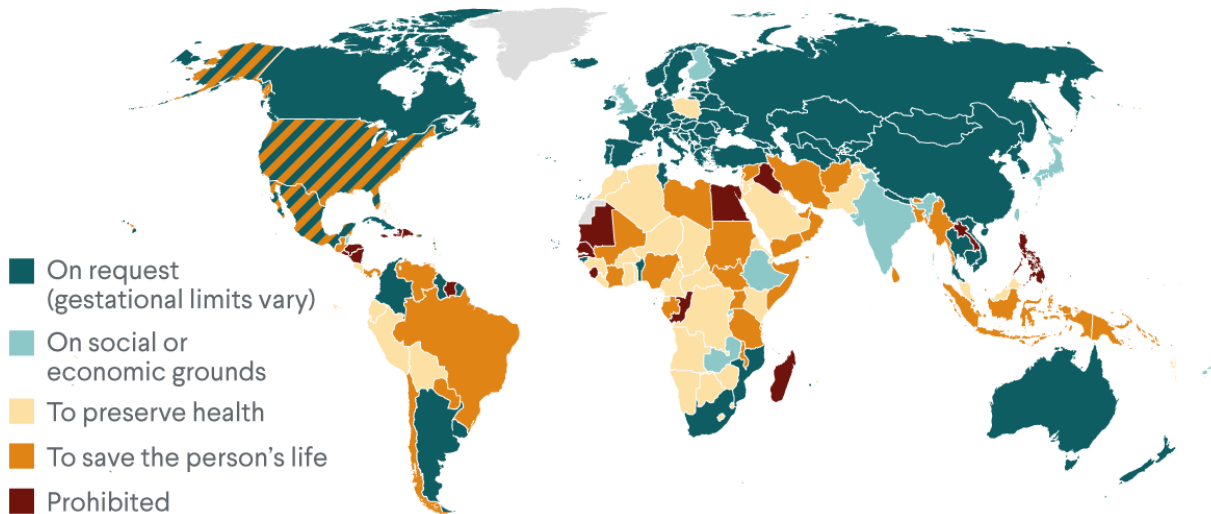 On request
(gestational limits vary)
On social or
economic grounds
To preserve health
To save the person’s life
Prohibited